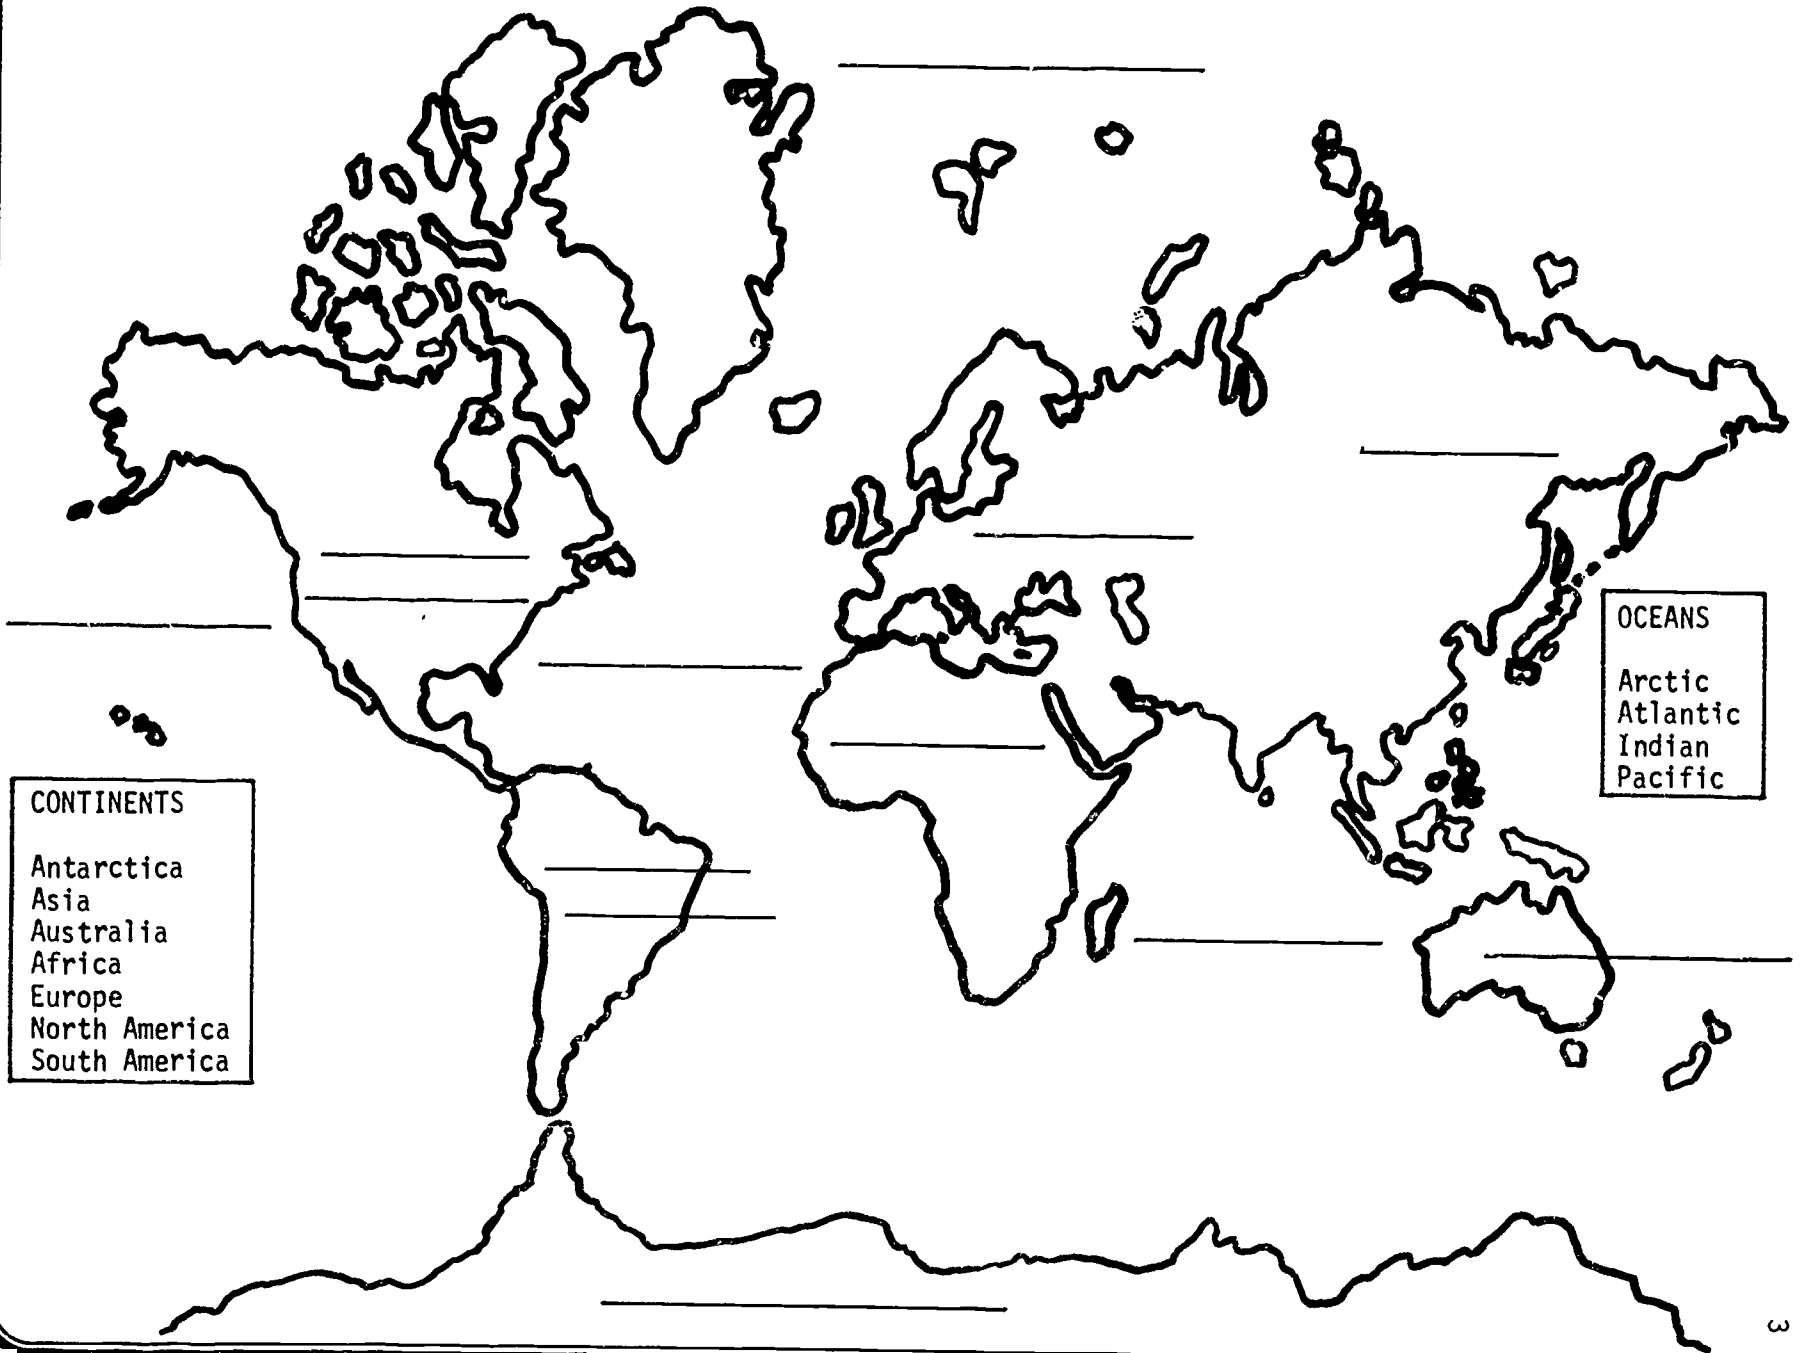 OCEANS
Arctic
Atlantic
Indian
Pacific
CONTINENTS
Antarctica
Asia
Australia
Africa
Europe
North America
South America
3